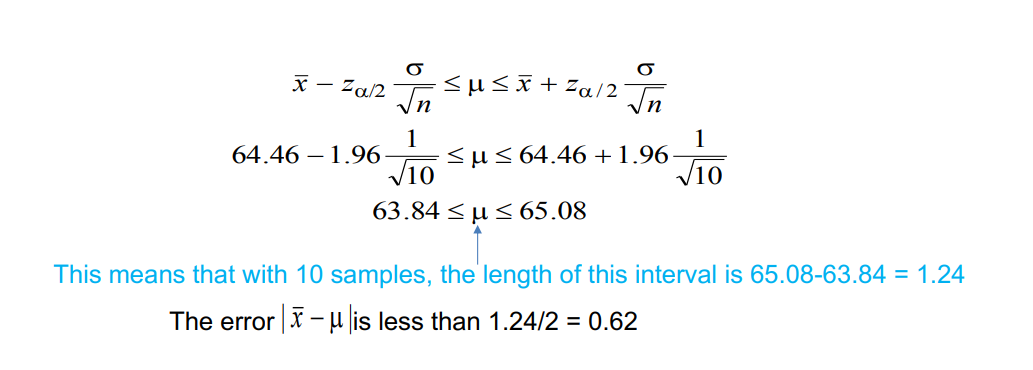 x̄ − z_α/2 σ/√n ≤ μ ≤ x̄ + z_α/2 σ/√n
64.46 − 1.96 1/√10 ≤ μ ≤ 64.46 + 1.96 1/√10
63.84 ≤ μ ≤ 65.08
This means that with 10 samples, the length of this interval is 65.08-63.84 = 1.24
The error |x̄ − μ| is less than 1.24/2 = 0.62